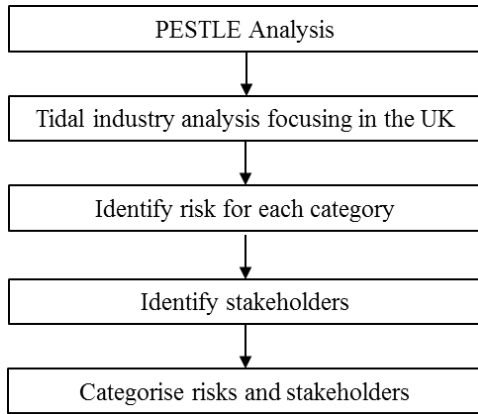 PESTLE Analysis
Tidal industry analysis focusing in the UK
Identify risk for each category
Identify stakeholders
Categorise risks and stakeholders